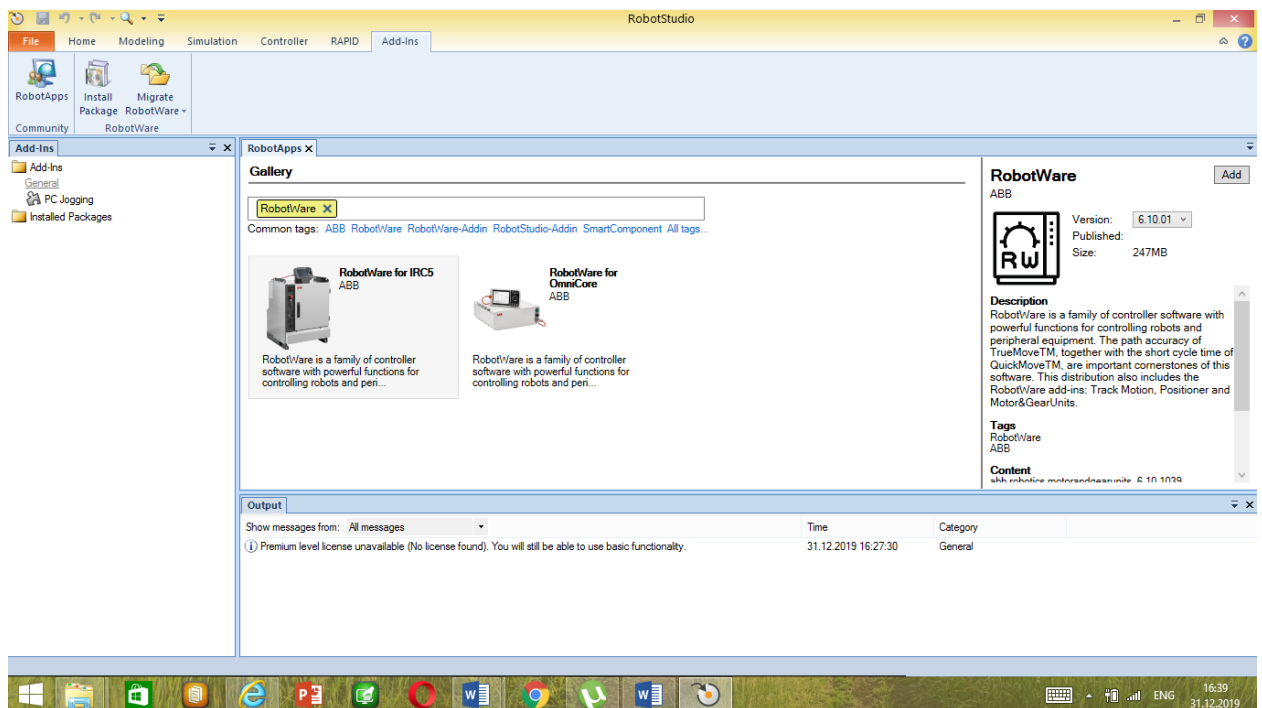 RobotStudio
File Home Modeling Simulation Controller RAPID Add-Ins
RobotApps
Install Package
Migrate RobotWare
Community
RobotWare
Add-Ins
Add-Ins
General
PC Jogging
Installed Packages
RobotApps
Gallery
RobotWare
Common tags: ABB RobotWare RobotWare-Addin RobotStudio-Addin SmartComponent All tags...
RobotWare for IRC5
ABB
RobotWare is a family of controller
software with powerful functions for
controlling robots and peri...
RobotWare for
OmniCore
ABB
RobotWare is a family of controller
software with powerful functions for
controlling robots and peri...
RobotWare
Add
ABB
RW
Version: 6.10.01
Published:
Size: 247MB
Description
RobotWare is a family of controller software with
powerful functions for controlling robots and
peripheral equipment. The path accuracy of
TrueMoveTM, together with the short cycle time of
QuickMoveTM, are important cornerstones of this
software. This distribution also includes the
RobotWare add-ins: Track Motion, Positioner and
Motor&GearUnits.
Tags
RobotWare
ABB
Content
abb.robotics.motorandgearunits 6.10.1039
Output
Show messages from: All messages
Time
Category
Premium level license unavailable (No license found). You will still be able to use basic functionality.
31.12.2019 16:27:30
General
ENG
16:39
31.12.2019